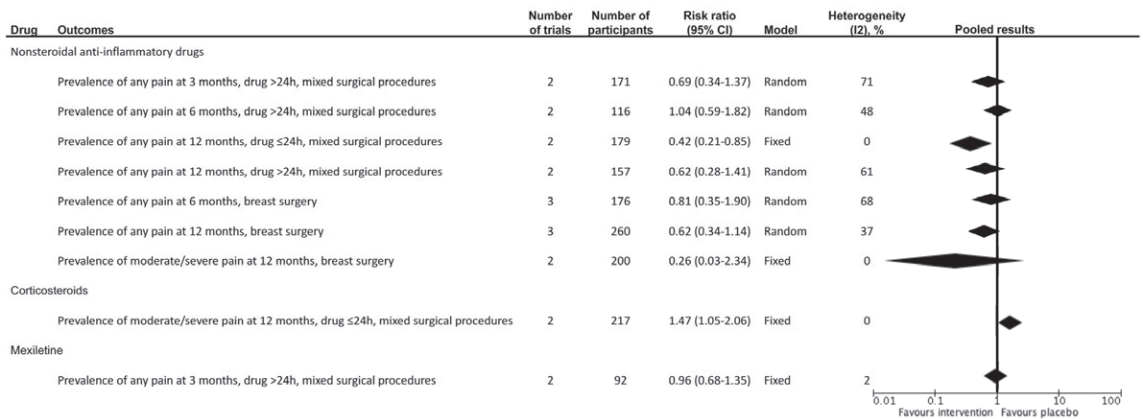 Drug Outcomes Number of trials Number of participants Risk ratio (95% CI) Model Heterogeneity (I2), % Pooled results
Nonsteroidal anti-inflammatory drugs
Prevalence of any pain at 3 months, drug >24h, mixed surgical procedures 2 171 0.69 (0.34-1.37) Random 71
Prevalence of any pain at 6 months, drug >24h, mixed surgical procedures 2 116 1.04 (0.59-1.82) Random 48
Prevalence of any pain at 12 months, drug ≤24h, mixed surgical procedures 2 179 0.42 (0.21-0.85) Fixed 0
Prevalence of any pain at 12 months, drug >24h, mixed surgical procedures 2 157 0.62 (0.28-1.41) Random 61
Prevalence of any pain at 6 months, breast surgery 3 176 0.81 (0.35-1.90) Random 68
Prevalence of any pain at 12 months, breast surgery 3 260 0.62 (0.34-1.14) Random 37
Prevalence of moderate/severe pain at 12 months, breast surgery 2 200 0.26 (0.03-2.34) Fixed 0
Corticosteroids
Prevalence of moderate/severe pain at 12 months, drug ≤24h, mixed surgical procedures 2 217 1.47 (1.05-2.06) Fixed 0
Mexiletine
Prevalence of any pain at 3 months, drug >24h, mixed surgical procedures 2 92 0.96 (0.68-1.35) Fixed 2
0.01 0.1 1 10 100
Favours intervention Favours placebo